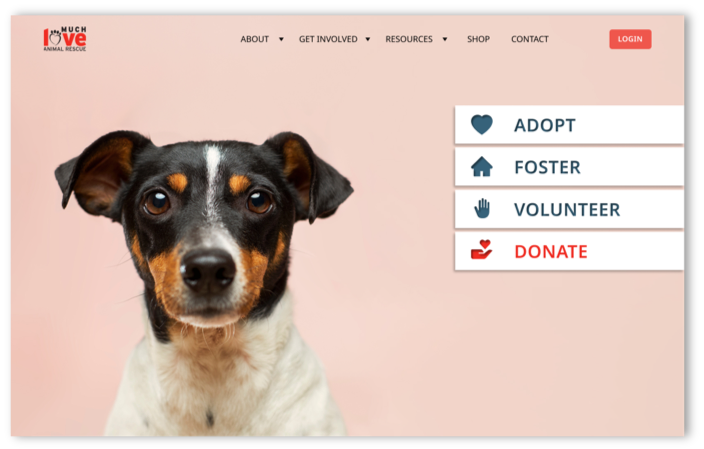 MUCH
love
ANIMAL RESCUE
ABOUT GET INVOLVED RESOURCES SHOP CONTACT LOGIN
ADOPT
FOSTER
VOLUNTEER
DONATE